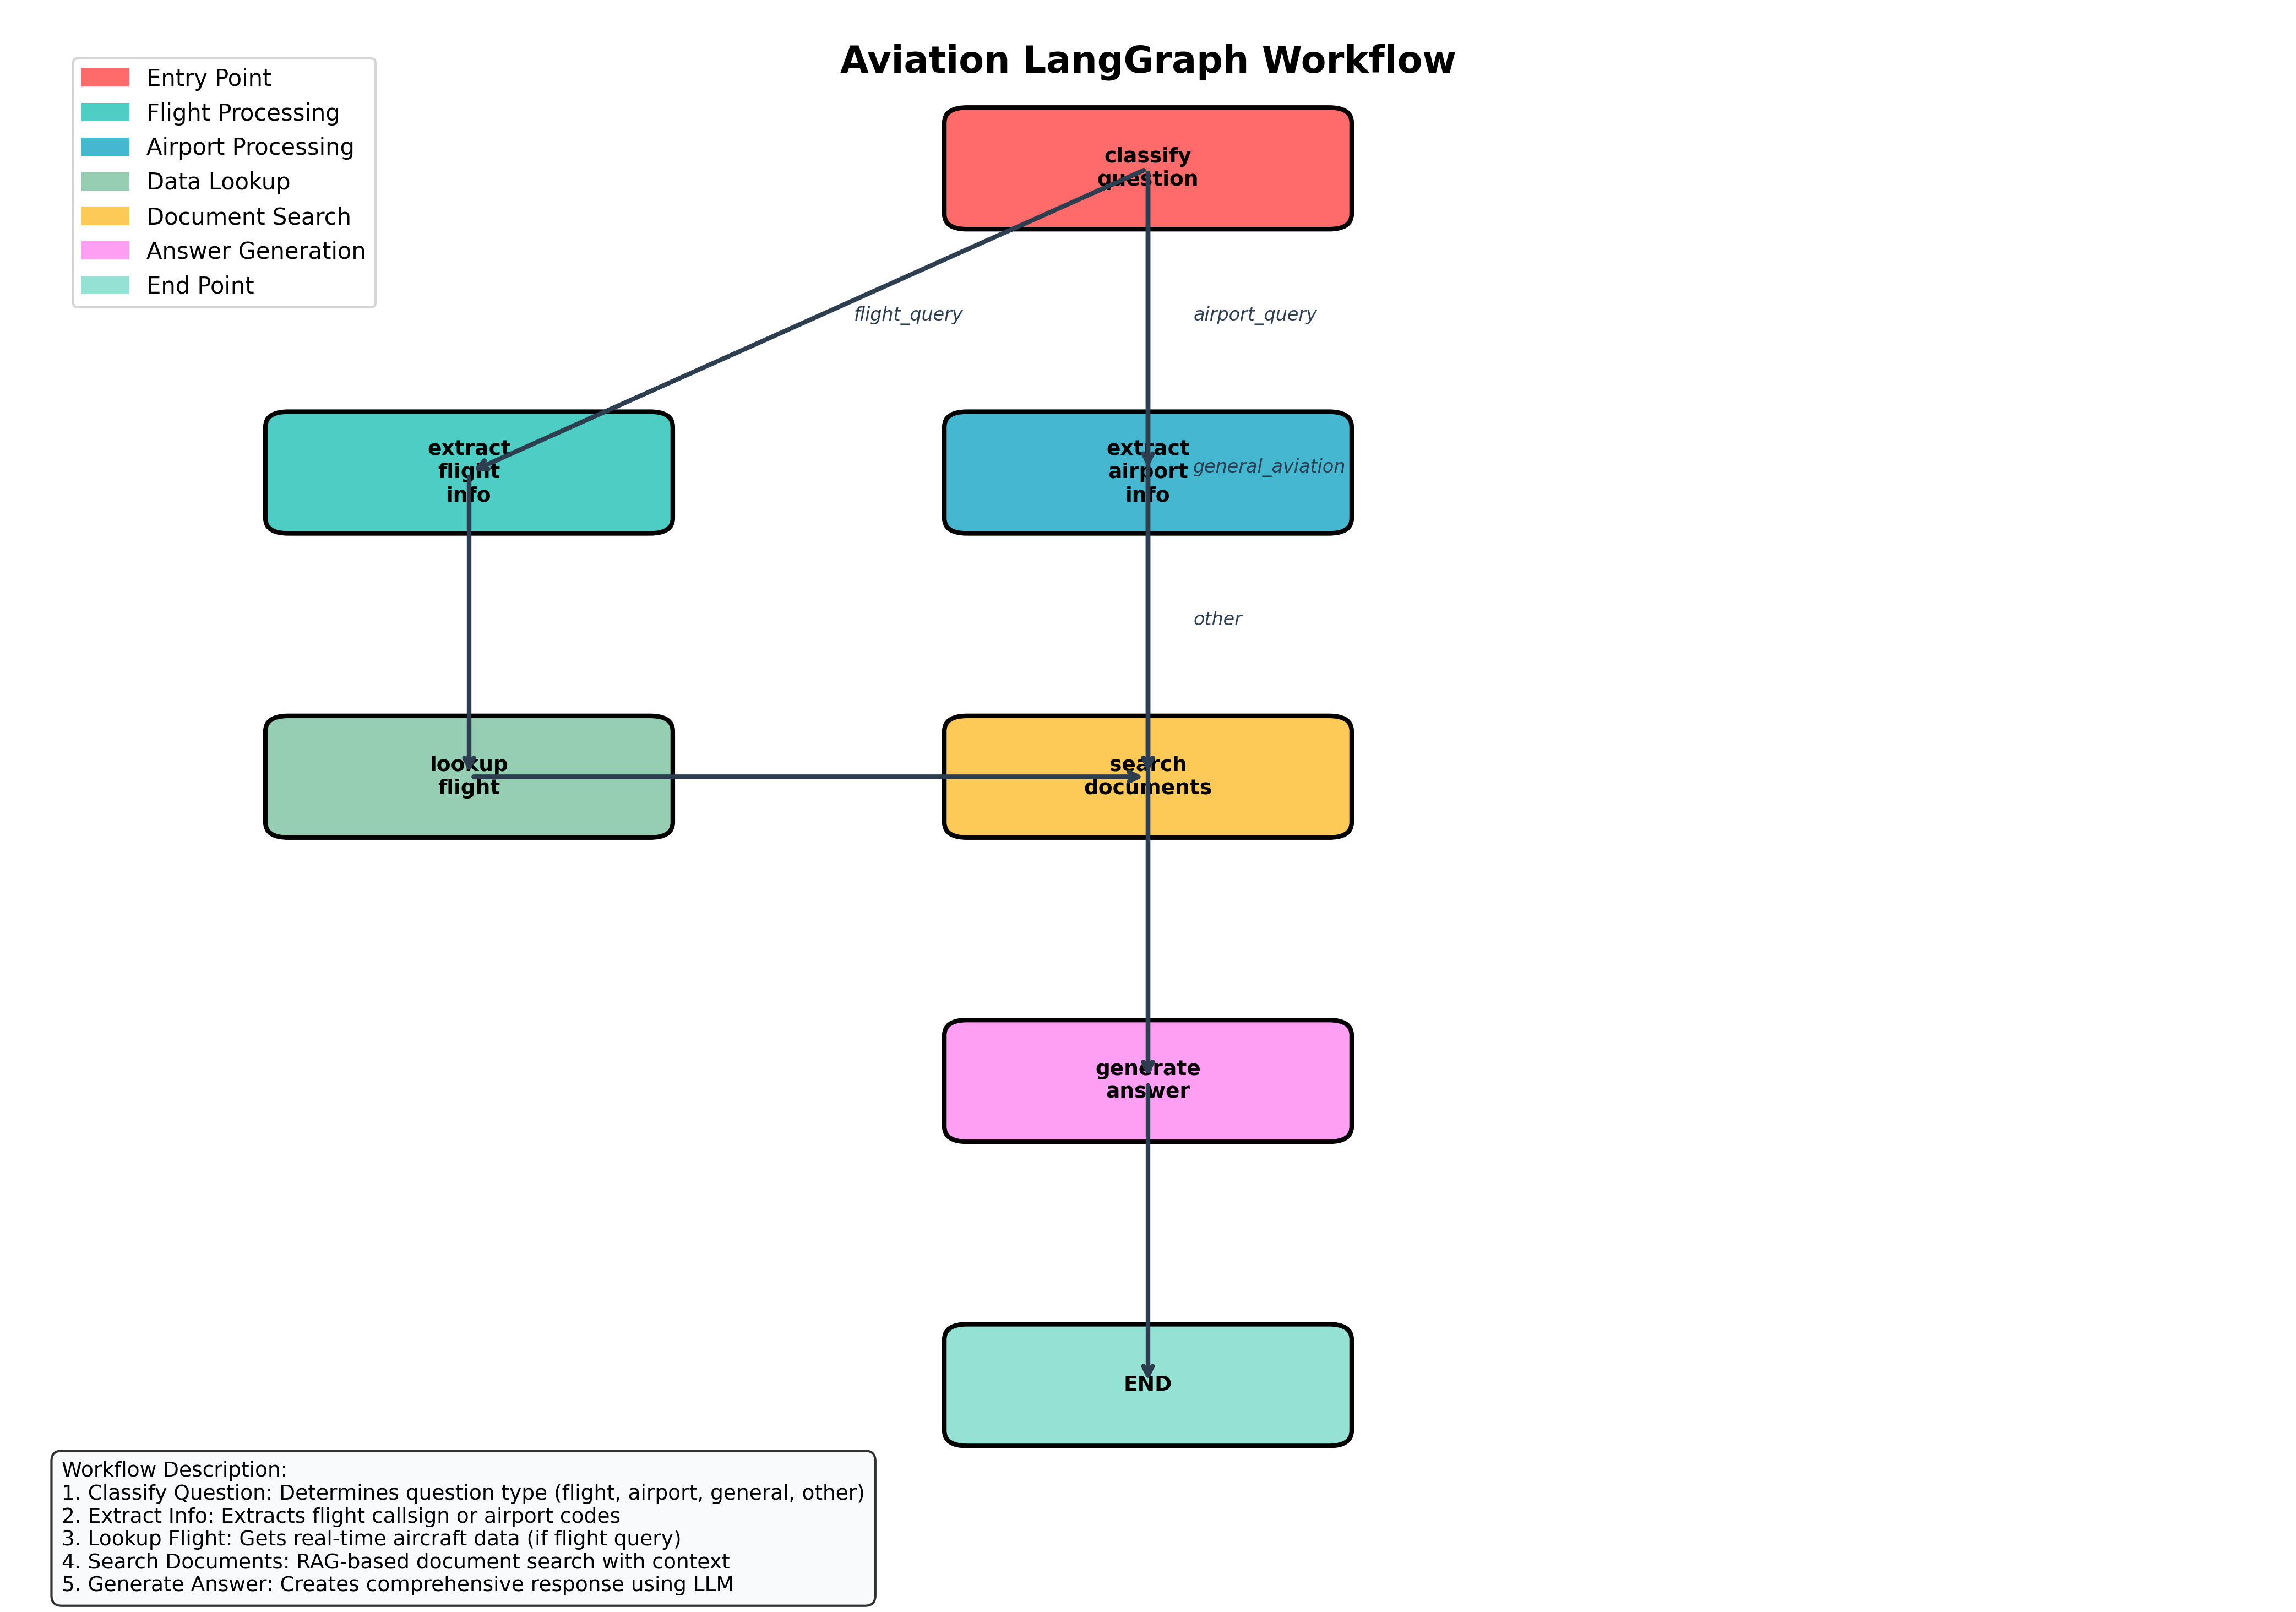 Aviation LangGraph Workflow
Entry Point
Flight Processing
Airport Processing
Data Lookup
Document Search
Answer Generation
End Point
classify
question
flight_query
airport_query
extract
flight
info
extract
airport
info
general_aviation
other
lookup
flight
search
documents
generate
answer
END
Workflow Description:
1. Classify Question: Determines question type (flight, airport, general, other)
2. Extract Info: Extracts flight callsign or airport codes
3. Lookup Flight: Gets real-time aircraft data (if flight query)
4. Search Documents: RAG-based document search with context
5. Generate Answer: Creates comprehensive response using LLM